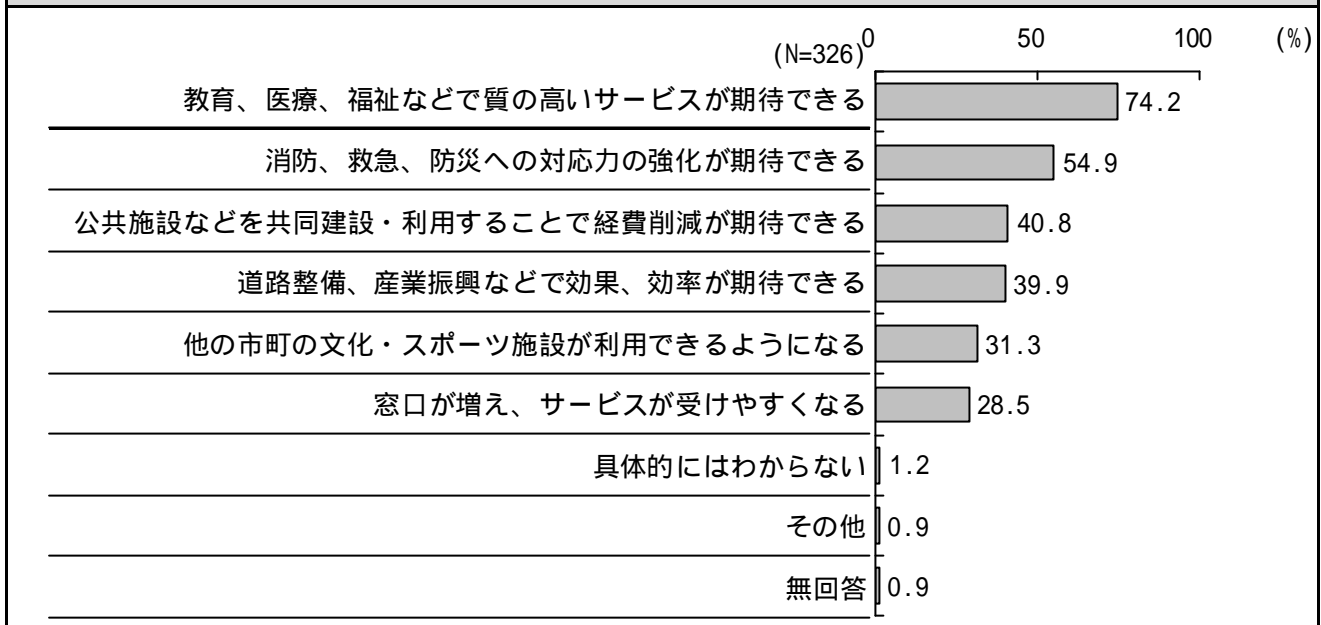 (N=326) 0 50 100 (%)
教育、医療、福祉などで質の高いサービスが期待できる 74.2
消防、救急、防災への対応力の強化が期待できる 54.9
公共施設などを共同建設・利用することで経費削減が期待できる 40.8
道路整備、産業振興などで効果、効率が期待できる 39.9
他の市町の文化・スポーツ施設が利用できるようになる 31.3
窓口が増え、サービスが受けやすくなる 28.5
具体的にはわからない 1.2
その他 0.9
無回答 0.9